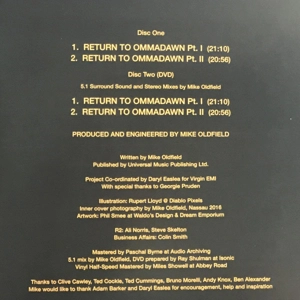 Disc One
1. RETURN TO OMMADAWN Pt. I (21:10)
2. RETURN TO OMMADAWN Pt. II (20:56)
Disc Two (DVD)
5.1 Surround Sound and Stereo Mixes by Mike Oldfield
1. RETURN TO OMMADAWN Pt. I (21:10)
2. RETURN TO OMMADAWN Pt. II (20:56)
PRODUCED AND ENGINEERED BY MIKE OLDFIELD
Written by Mike Oldfield
Published by Universal Music Publishing Ltd.
Project Co-ordinated by Daryl Easlea for Virgin EMI
With special thanks to Georgie Pruden
Illustration: Rupert Lloyd @ Diablo Pixels
Inner cover photography by Mike Oldfield, Nassau 2016
Artwork: Phil Smee at Waldo's Design & Dream Emporium
R2: Ali Norris, Steve Skelton
Business Affairs: Colin Smith
Mastered by Paschal Byrne at Audio Archiving
5.1 mix by Mike Oldfield, DVD prepared by Ray Shulman at Isonic
Vinyl Half-Speed Mastered by Miles Showell at Abbey Road
Thanks to Clive Cawley, Ted Cockle, Ted Cummings, Bruno Morelli, Andy Knox, Ben Alexander
Mike would like to thank Adam Barker and Daryl Easlea for encouragement, help and inspiration